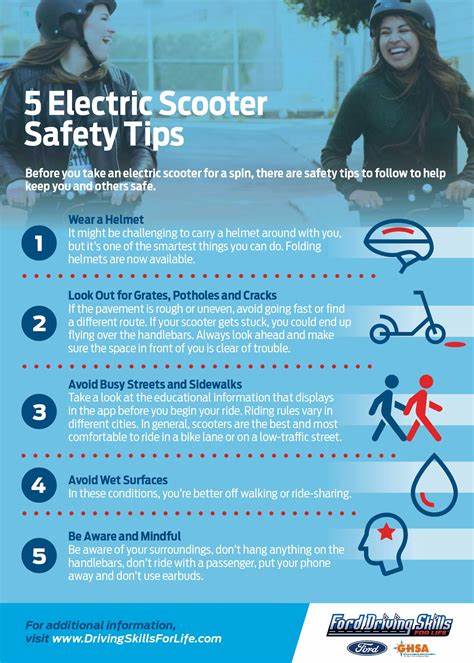 5 Electric Scooter
Safety Tips
Before you take an electric scooter for a spin, there are safety tips to follow to help
keep you and others safe.
1
Wear a Helmet
It might be challenging to carry a helmet around with you,
but it's one of the smartest things you can do. Folding
helmets are now available.
2
Look Out for Grates, Potholes and Cracks
If the pavement is rough or uneven, avoid going fast or find
a different route. If your scooter gets stuck, you could end up
flying over the handlebars. Always look ahead and make
sure the space in front of you is clear of trouble.
3
Avoid Busy Streets and Sidewalks
Take a look at the educational information that displays
in the app before you begin your ride. Riding rules vary in
different cities. In general, scooters are the best and most
comfortable to ride in a bike lane or on a low-traffic street.
4
Avoid Wet Surfaces
In these conditions, you're better off walking or ride-sharing.
5
Be Aware and Mindful
Be aware of your surroundings, don't hang anything on the
handlebars, don't ride with a passenger, put your phone
away and don't use earbuds.
For additional information,
visit www.DrivingSkillsForLife.com
Ford Driving Skills
FOR LIFE
Ford
GHSA